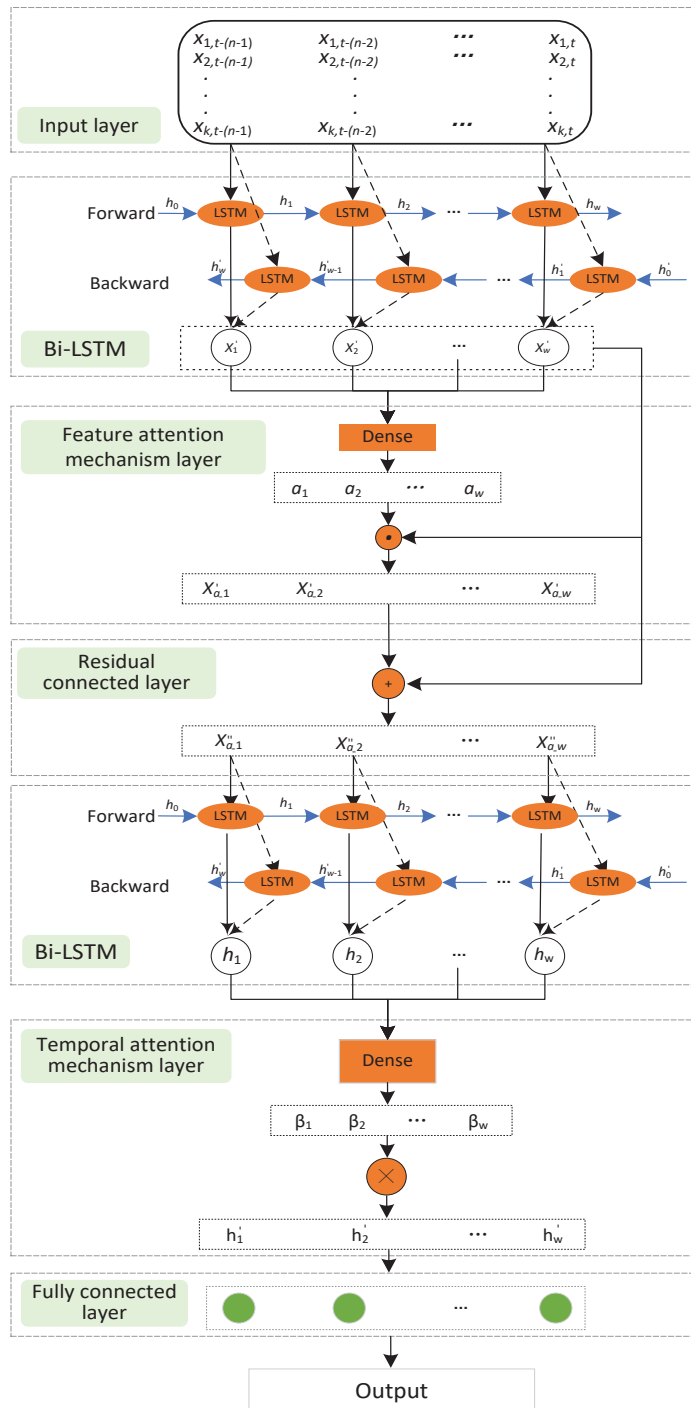 x1,t-(n-1) x1,t-(n-2) ... x1,t
x2,t-(n-1) x2,t-(n-2) ... x2,t
. . .
. . .
. . .
xk,t-(n-1) xk,t-(n-2) ... xk,t
Input layer
h0 h1 h2 ... hw
Forward LSTM LSTM LSTM
h'w h'w-1 ... h'1 h'0
Backward LSTM LSTM LSTM
Bi-LSTM X'1 X'2 ... X'w
Feature attention
mechanism layer
Dense
a1 a2 ... aw
•
X'a,1 X'a,2 ... X'a,w
Residual
connected layer
+
X''a,1 X''a,2 ... X''a,w
h0 h1 h2 ... hw
Forward LSTM LSTM LSTM
h'w h'w-1 ... h'1 h'0
Backward LSTM LSTM LSTM
Bi-LSTM h1 h2 ... hw
Temporal attention
mechanism layer
Dense
β1 β2 ... βw
×
h'1 h'2 ... h'w
Fully connected
layer
...
Output